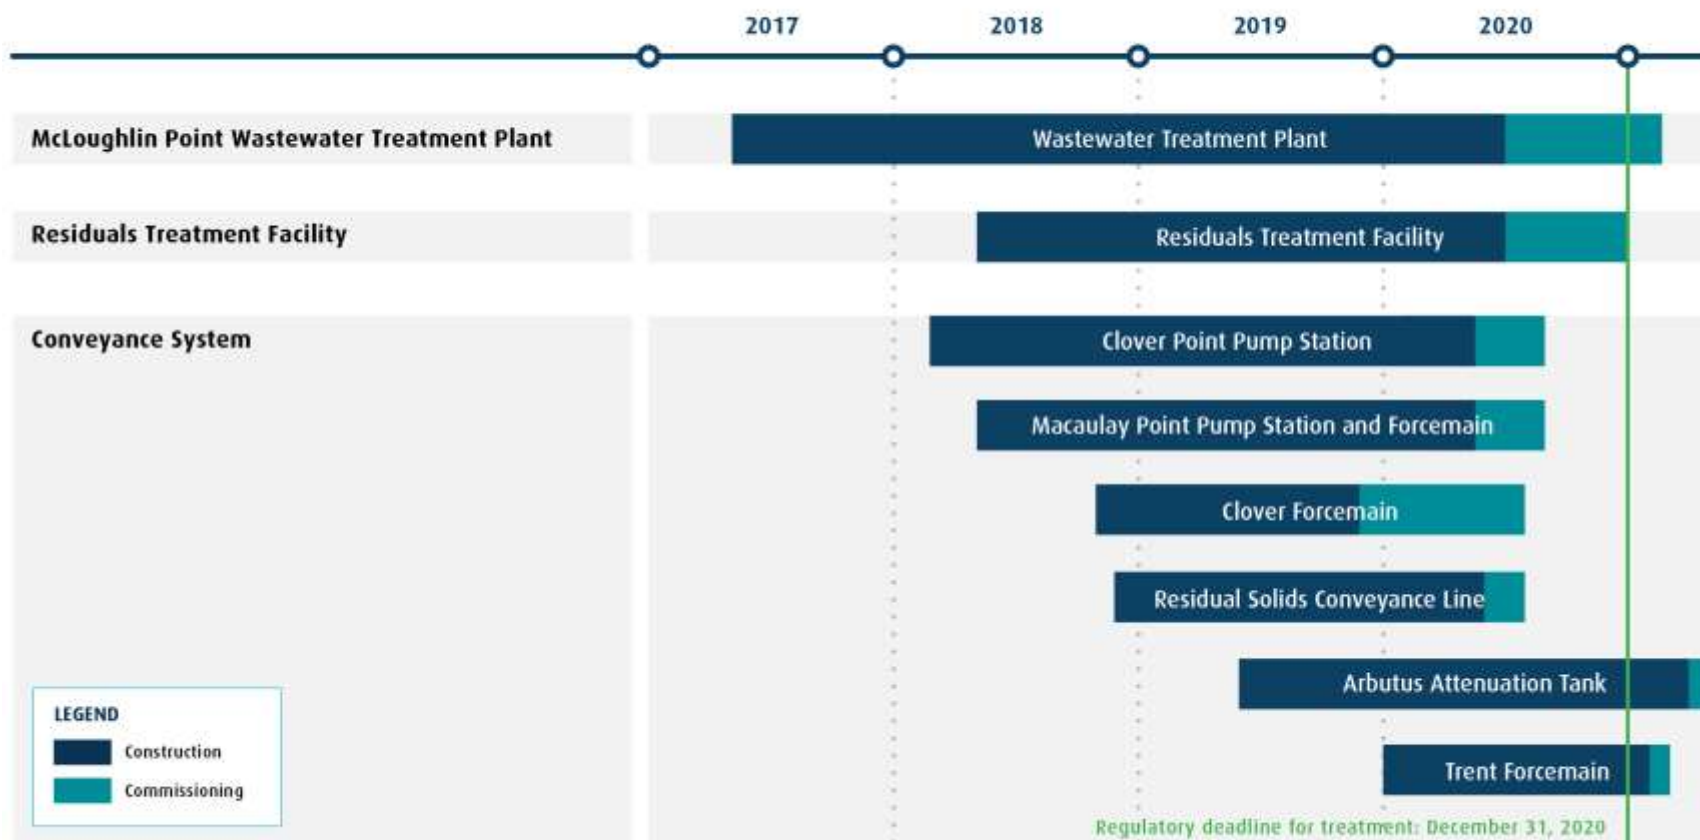 2017 2018 2019 2020
McLoughlin Point Wastewater Treatment Plant
Wastewater Treatment Plant
Residuals Treatment Facility
Residuals Treatment Facility
Conveyance System
Clover Point Pump Station
Macaulay Point Pump Station and Forcemain
Clover Forcemain
Residual Solids Conveyance Line
Arbutus Attenuation Tank
Trent Forcemain
LEGEND
Construction
Commissioning
Regulatory deadline for treatment: December 31, 2020